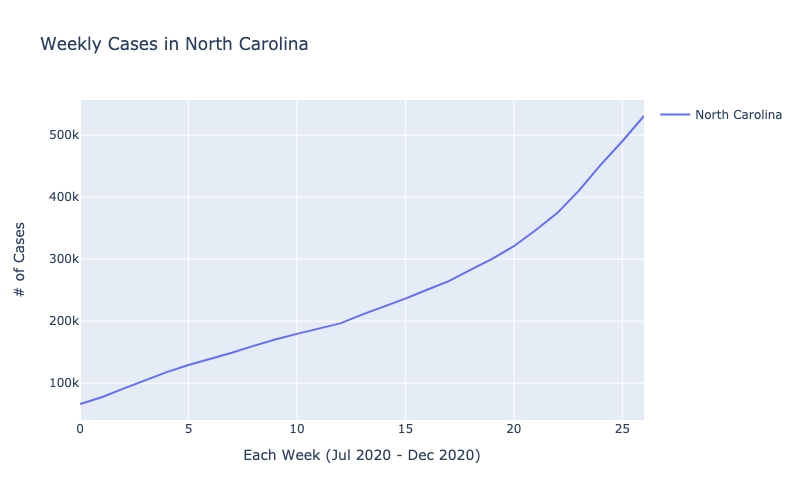 Weekly Cases in North Carolina
North Carolina
500k
400k
300k
200k
100k
# of Cases
0 5 10 15 20 25
Each Week (Jul 2020 - Dec 2020)